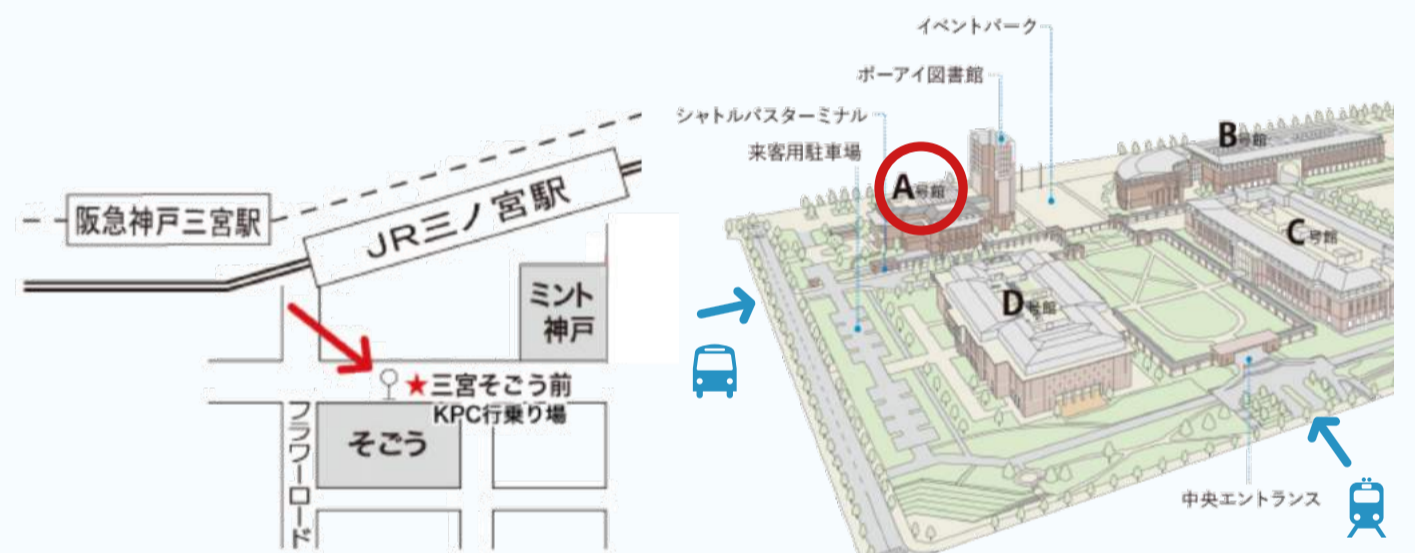 阪急神戸三宮駅
JR三ノ宮駅
ミント
神戸
★三宮そごう前
KPC行乗り場
そごう
フラワーロード
イベントパーク
ポーアイ図書館
シャトルバスターミナル
来客用駐車場
A号館
B号館
C号館
D号館
中央エントランス